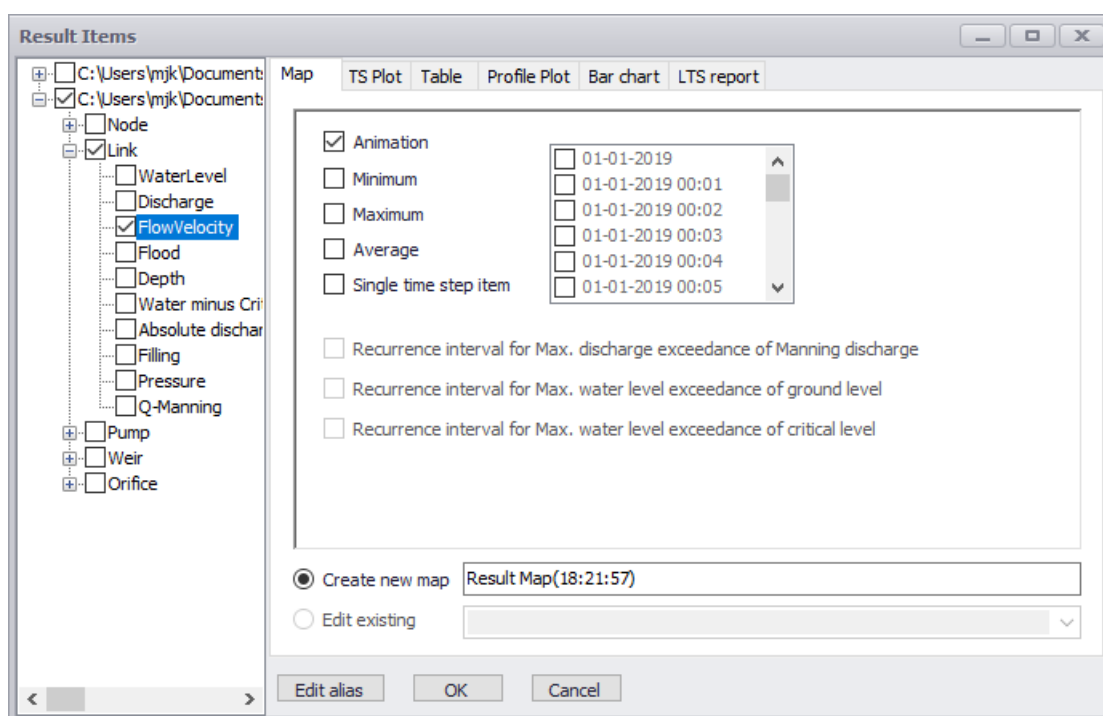 Result Items
C:\Users\mjk\Document
C:\Users\mjk\Document
Node
Link
WaterLevel
Discharge
FlowVelocity
Flood
Depth
Water minus Cri
Absolute dischar
Filling
Pressure
Q-Manning
Pump
Weir
Orifice
Map TS Plot Table Profile Plot Bar chart LTS report
Animation
Minimum
Maximum
Average
Single time step item
01-01-2019
01-01-2019 00:01
01-01-2019 00:02
01-01-2019 00:03
01-01-2019 00:04
01-01-2019 00:05
Recurrence interval for Max. discharge exceedance of Manning discharge
Recurrence interval for Max. water level exceedance of ground level
Recurrence interval for Max. water level exceedance of critical level
Create new map Result Map(18:21:57)
Edit existing
Edit alias OK Cancel